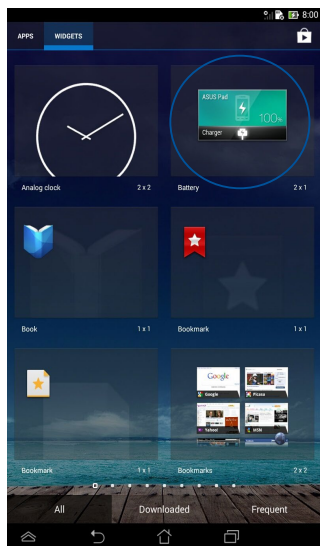 8:00
APPS WIDGETS
ASUS Pad
100%
Charger
Analog clock 2 x 2 Battery 2 x 1
Book 1 x 1 Bookmark 1 x 1
Google
Google Picasa
Yahoo! MSN
Bookmark 1 x 1 Bookmarks 2 x 2
All Downloaded Frequent